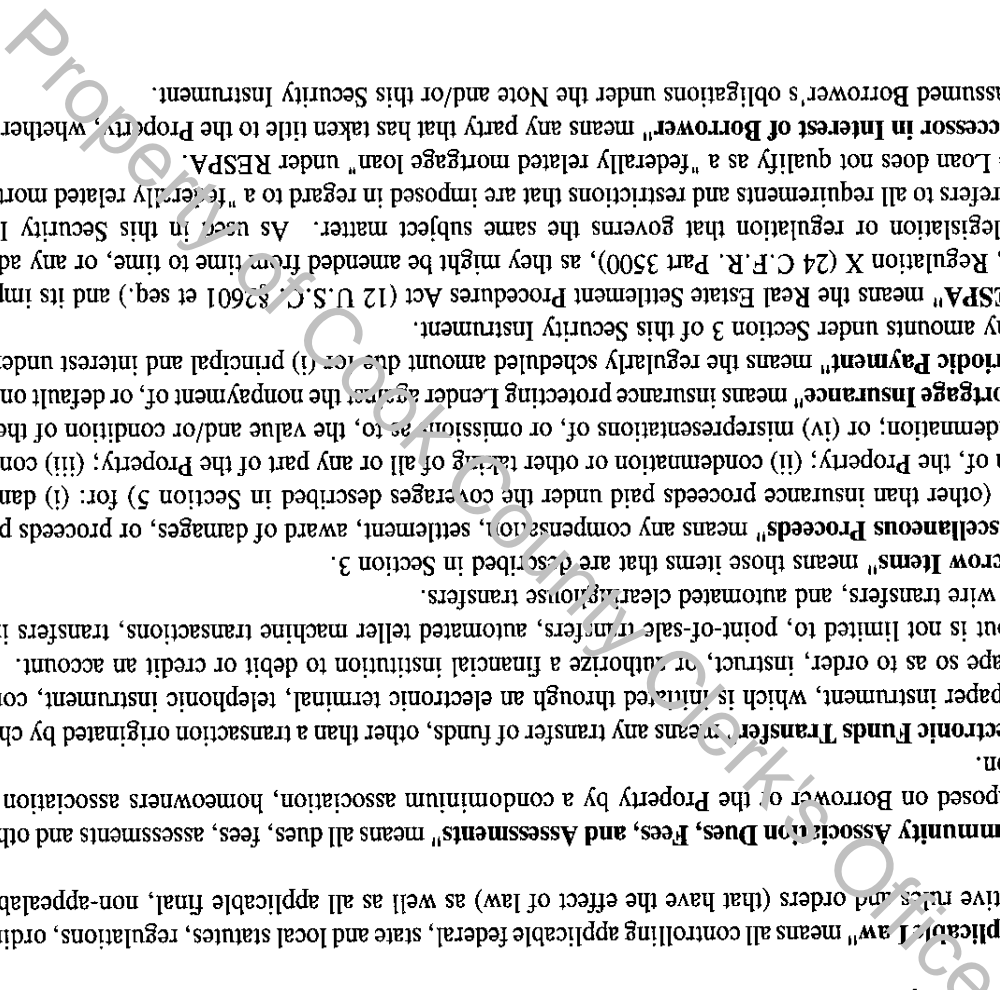 plicable Law" means all controlling applicable federal, state and local statutes, regulations, ordin
tive rules and orders (that have the effect of law) as well as all applicable final, non-appealab
mmunity Association Dues, Fees, and Assessments" means all dues, fees, assessments and oth
posed on Borrower or the Property by a condominium association, homeowners association
on.
ectronic Funds Transfer" means any transfer of funds, other than a transaction originated by ch
paper instrument, which is initiated through an electronic terminal, telephonic instrument, co
ape so as to order, instruct, or authorize a financial institution to debit or credit an account.
out is not limited to, point-of-sale transfers, automated teller machine transactions, transfers i
wire transfers, and automated clearinghouse transfers.
crow Items" means those items that are described in Section 3.
scellaneous Proceeds" means any compensation, settlement, award of damages, or proceeds p
(other than insurance proceeds paid under the coverages described in Section 5) for: (i) dam
n of, the Property; (ii) condemnation or other taking of all or any part of the Property; (iii) con
ndemnation; or (iv) misrepresentations of, or omissions as to, the value and/or condition of the
ortgage Insurance" means insurance protecting Lender against the nonpayment of, or default on
riodic Payment" means the regularly scheduled amount due for (i) principal and interest unde
ny amounts under Section 3 of this Security Instrument.
ESPA" means the Real Estate Settlement Procedures Act (12 U.S.C. §2601 et seq.) and its imp
, Regulation X (24 C.F.R. Part 3500), as they might be amended from time to time, or any ad
legislation or regulation that governs the same subject matter. As used in this Security I
refers to all requirements and restrictions that are imposed in regard to a "federally related mort
Loan does not qualify as a "federally related mortgage loan" under RESPA.
ccessor in Interest of Borrower" means any party that has taken title to the Property, whether
assumed Borrower's obligations under the Note and/or this Security Instrument.
Property of Cook County Clerk's Office